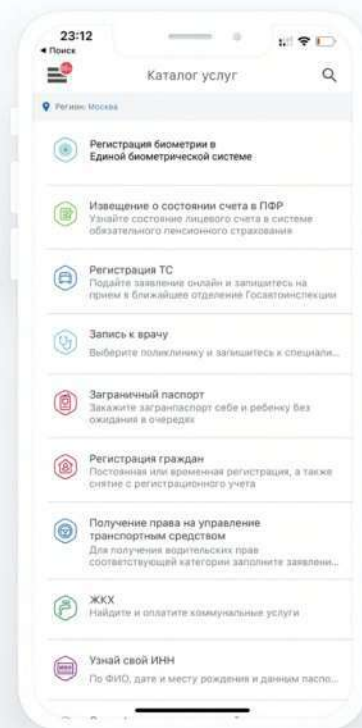 23:12
Поиск
Каталог услуг
Регион: Москва
Регистрация биометрии в
Единой биометрической системе
Извещение о состоянии счета в ПФР
Узнайте состояние лицевого счета в системе
обязательного пенсионного страхования
Регистрация ТС
Подайте заявление онлайн и запишитесь на
прием в ближайшее отделение Госавтоинспекции
Запись к врачу
Выберите поликлинику и запишитесь к специали...
Заграничный паспорт
Закажите загранпаспорт себе и ребенку без
ожидания в очередях
Регистрация граждан
Постоянная или временная регистрация, а также
снятие с регистрационного учета
Получение права на управление
транспортным средством
Для получения водительских прав
соответствующей категории заполните заявлени...
ЖКХ
Найдите и оплатите коммунальные услуги
Узнай свой ИНН
По ФИО, дате и месту рождения и данным паспо...